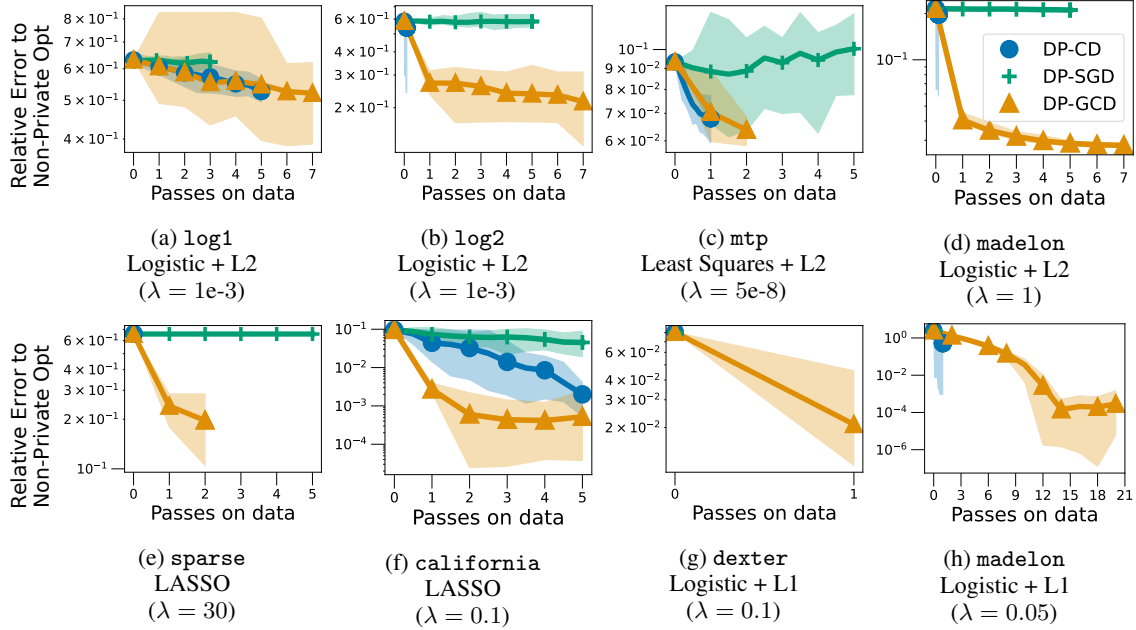 Relative Error to
Non-Private Opt
8 × 10⁻¹
7 × 10⁻¹
6 × 10⁻¹
5 × 10⁻¹
4 × 10⁻¹
0 1 2 3 4 5 6 7
Passes on data
(a) log1
Logistic + L2
(λ = 1e-3)
6 × 10⁻¹
3 × 10⁻¹
2 × 10⁻¹
0 1 2 3 4 5 6 7
Passes on data
(b) log2
Logistic + L2
(λ = 1e-3)
10⁻¹
9 × 10⁻²
8 × 10⁻²
7 × 10⁻²
6 × 10⁻²
0 1 2 3 4 5
Passes on data
(c) mtp
Least Squares + L2
(λ = 5e-8)
10⁻¹
DP-CD
DP-SGD
DP-GCD
0 1 2 3 4 5 6 7
Passes on data
(d) madelon
Logistic + L2
(λ = 1)
Relative Error to
Non-Private Opt
6 × 10⁻¹
3 × 10⁻¹
2 × 10⁻¹
10⁻¹
0 1 2 3 4 5
Passes on data
(e) sparse
LASSO
(λ = 30)
10⁻¹
10⁻²
10⁻³
10⁻⁴
0 1 2 3 4 5
Passes on data
(f) california
LASSO
(λ = 0.1)
6 × 10⁻²
4 × 10⁻²
3 × 10⁻²
2 × 10⁻²
0 1
Passes on data
(g) dexter
Logistic + L1
(λ = 0.1)
10⁰
10⁻²
10⁻⁴
10⁻⁶
0 3 6 9 12 15 18 21
Passes on data
(h) madelon
Logistic + L1
(λ = 0.05)